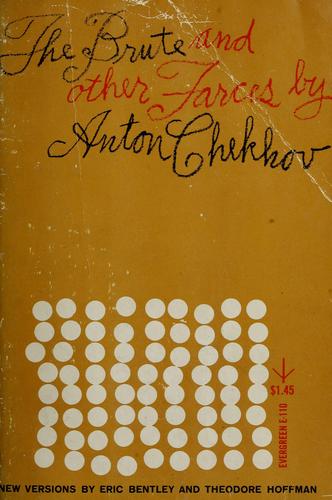 The Brute and
other Farces by
Anton Chekhov
$1.45
EVERGREEN E-110
NEW VERSIONS BY ERIC BENTLEY AND THEODORE HOFFMAN